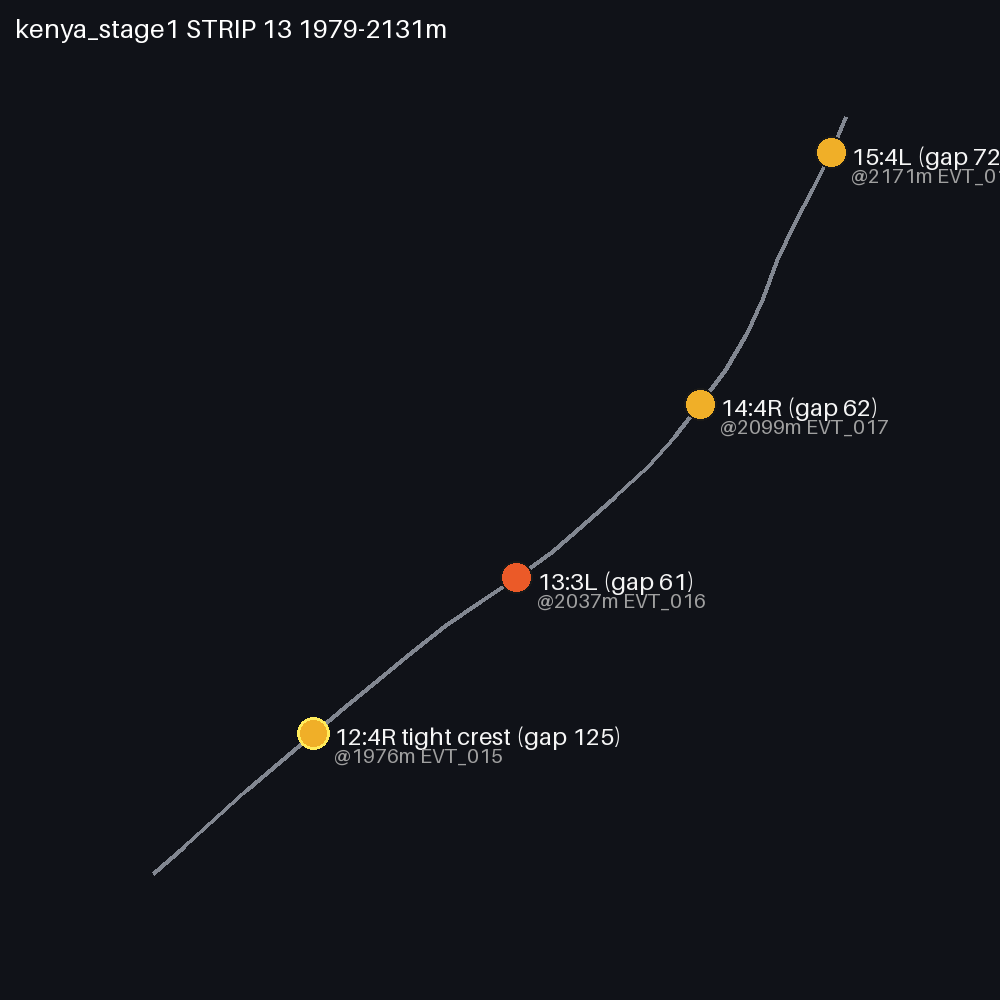 kenya_stage1 STRIP 13 1979-2131m
15:4L (gap 72
@2171m
14:4R (gap 62)
@2099m EVT_017
13:3L (gap 61)
@2037m EVT_016
12:4R tight crest (gap 125)
@1976m EVT_015